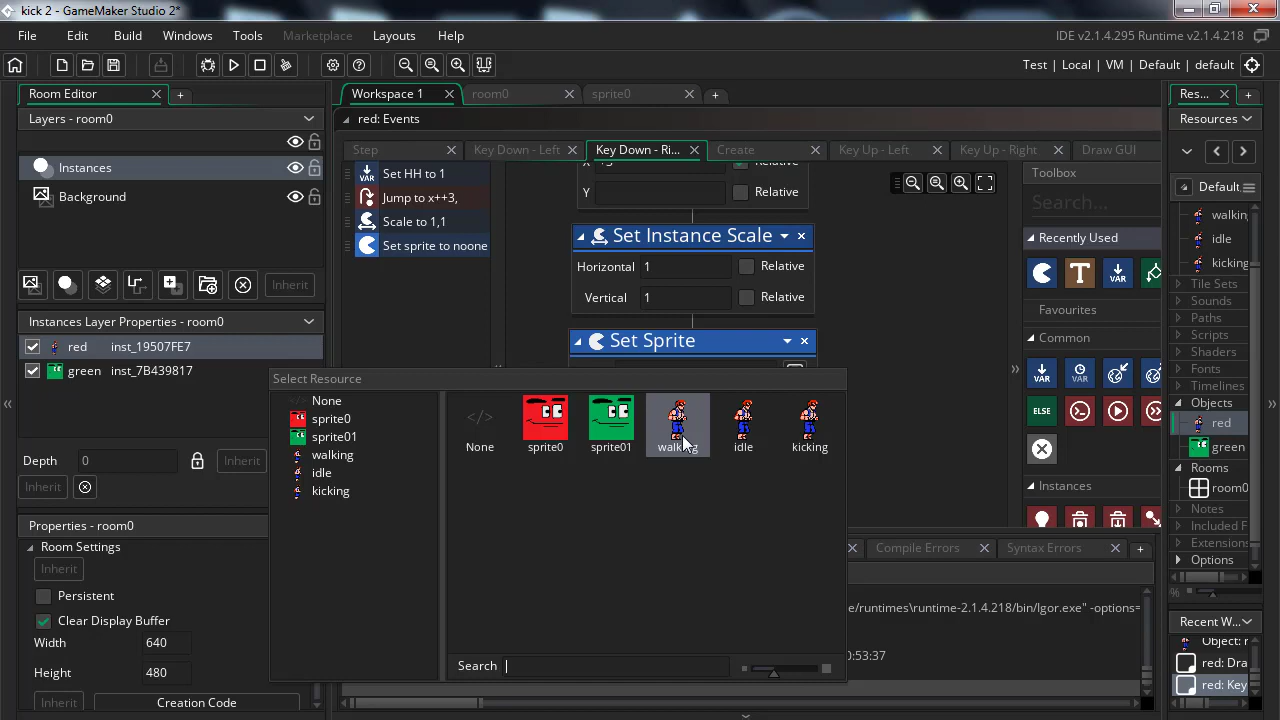 kick 2 - GameMaker Studio 2*
File Edit Build Windows Tools Marketplace Layouts Help
IDE v2.1.4.295 Runtime v2.1.4.218
Test | Local | VM | Default | default
Room Editor
Workspace 1 room0 sprite0
Res...
Layers - room0
red: Events
Resources
Step Key Down - Left Key Down - Ri... Create Key Up - Left Key Up - Right Draw GUI
Instances
Background
Set HH to 1
Jump to x++3,
Scale to 1,1
Set sprite to noone
Relative
Y Relative
Set Instance Scale
Horizontal 1 Relative
Vertical 1 Relative
Set Sprite
Toolbox
Search...
Recently Used
Favourites
Common
ELSE
Instances
Default
walkin
idle
kicking
Tile Sets
Sounds
Paths
Scripts
Shaders
Fonts
Timelines
Objects
red
green
Rooms
room0
Notes
Included F
Extensions
Options
%
Recent W...
Object: r
red: Dra
red: Key
Inherit
Instances Layer Properties - room0
red inst_19507FE7
green inst_7B439817
Depth 0 Inherit
Inherit
Properties - room0
Room Settings
Inherit
Persistent
Clear Display Buffer
Width 640
Height 480
Inherit Creation Code
Select Resource
None
sprite0
sprite01
walking
idle
kicking
None sprite0 sprite01 walking idle kicking
Search
Compile Errors Syntax Errors
e/runtimes\runtime-2.1.4.218/bin/Igor.exe" -options=
0:53:37